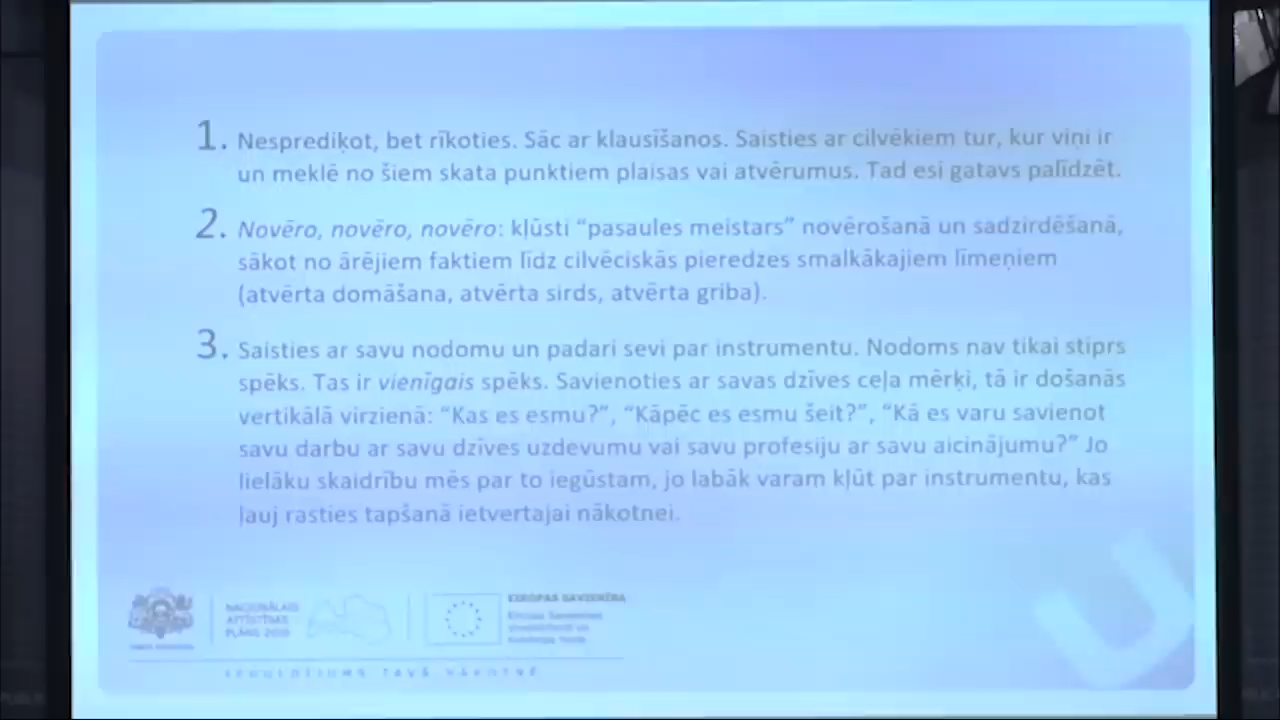 1. Nesprediķot, bet rīkoties. Sāc ar klausīšanos. Saisties ar cilvēkiem tur, kur viņi ir
un meklē no šiem skata punktiem plaisas vai atvērumus. Tad esi gatavs palīdzēt.
2. Novēro, novēro, novēro: kļūsti “pasaules meistars” novērošanā un sadzirdēšanā,
sākot no ārējiem faktiem līdz cilvēciskās pieredzes smalkākajiem līmeņiem
(atvērta domāšana, atvērta sirds, atvērta griba).
3. Saisties ar savu nodomu un padari sevi par instrumentu. Nodoms nav tikai stiprs
spēks. Tas ir vienīgais spēks. Savienoties ar savas dzīves ceļa mērķi, tā ir došanās
vertikālā virzienā: “Kas es esmu?”, “Kāpēc es esmu šeit?”, “Kā es varu savienot
savu darbu ar savu dzīves uzdevumu vai savu profesiju ar savu aicinājumu?” Jo
lielāku skaidrību mēs par to iegūstam, jo labāk varam kļūt par instrumentu, kas
ļauj rasties tapšanā ietvertajai nākotnei.
NACIONĀLAIS
ATTĪSTĪBAS
PLĀNS 2020
EIROPAS SAVIENĪBA
IEGULDĪJUMS TAVĀ NĀKOTNĒ